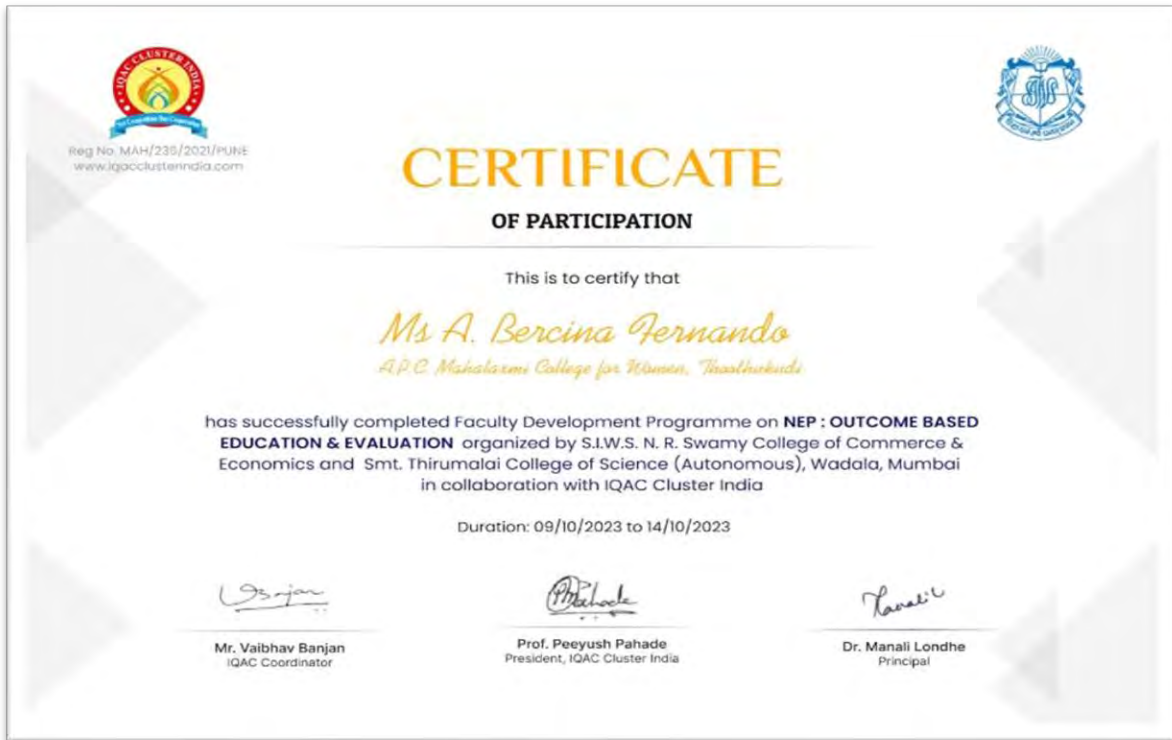 IQAC CLUSTER INDIA
Reg No. MAH/236/2021/PUNE
www.iqacclusterindia.com
CERTIFICATE
OF PARTICIPATION
This is to certify that
Ms A. Bercina Fernando
A.P.C. Mahalaxmi College for Women, Thoothukudi
has successfully completed Faculty Development Programme on NEP : OUTCOME BASED
EDUCATION & EVALUATION organized by S.I.W.S. N. R. Swamy College of Commerce &
Economics and Smt. Thirumalai College of Science (Autonomous), Wadala, Mumbai
in collaboration with IQAC Cluster India
Duration: 09/10/2023 to 14/10/2023
Mr. Vaibhav Banjan
IQAC Coordinator
Prof. Peeyush Pahade
President, IQAC Cluster India
Dr. Manali Londhe
Principal